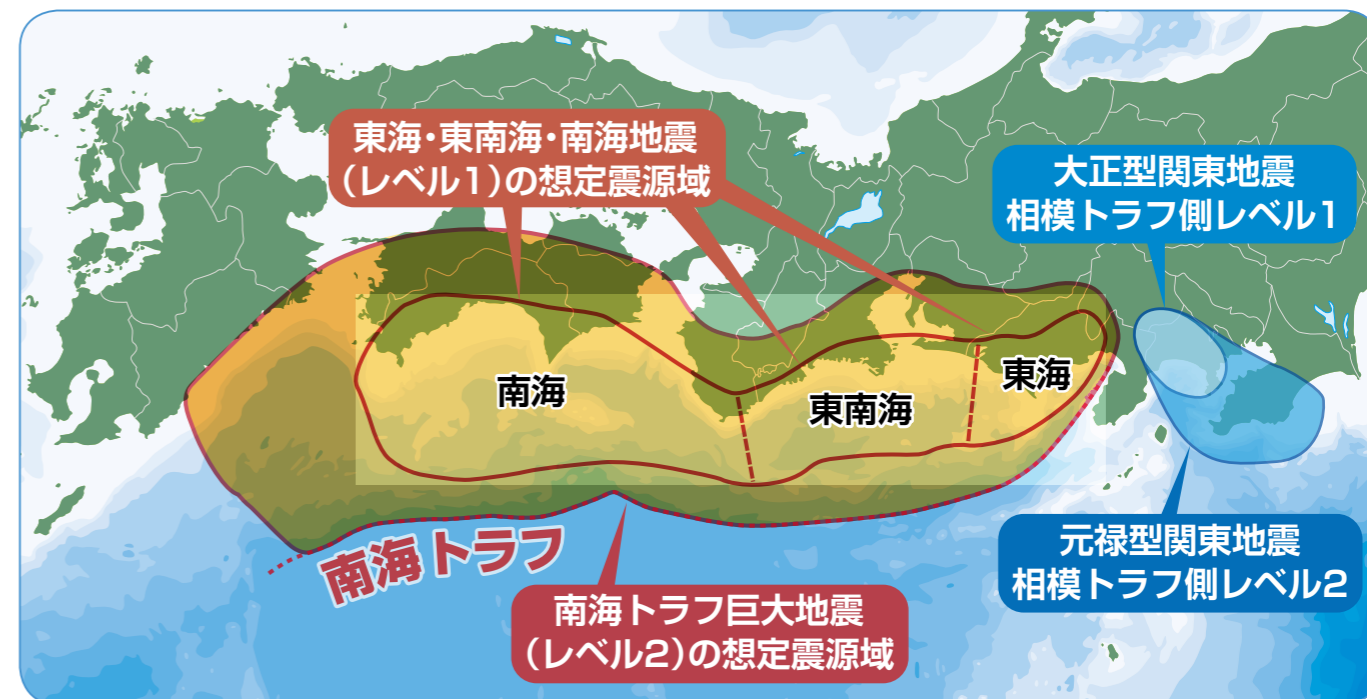 東海・東南海・南海地震
(レベル1)の想定震源域
大正型関東地震
相模トラフ側レベル1
南海
東南海
東海
南海トラフ
元禄型関東地震
相模トラフ側レベル2
南海トラフ巨大地震
(レベル2)の想定震源域